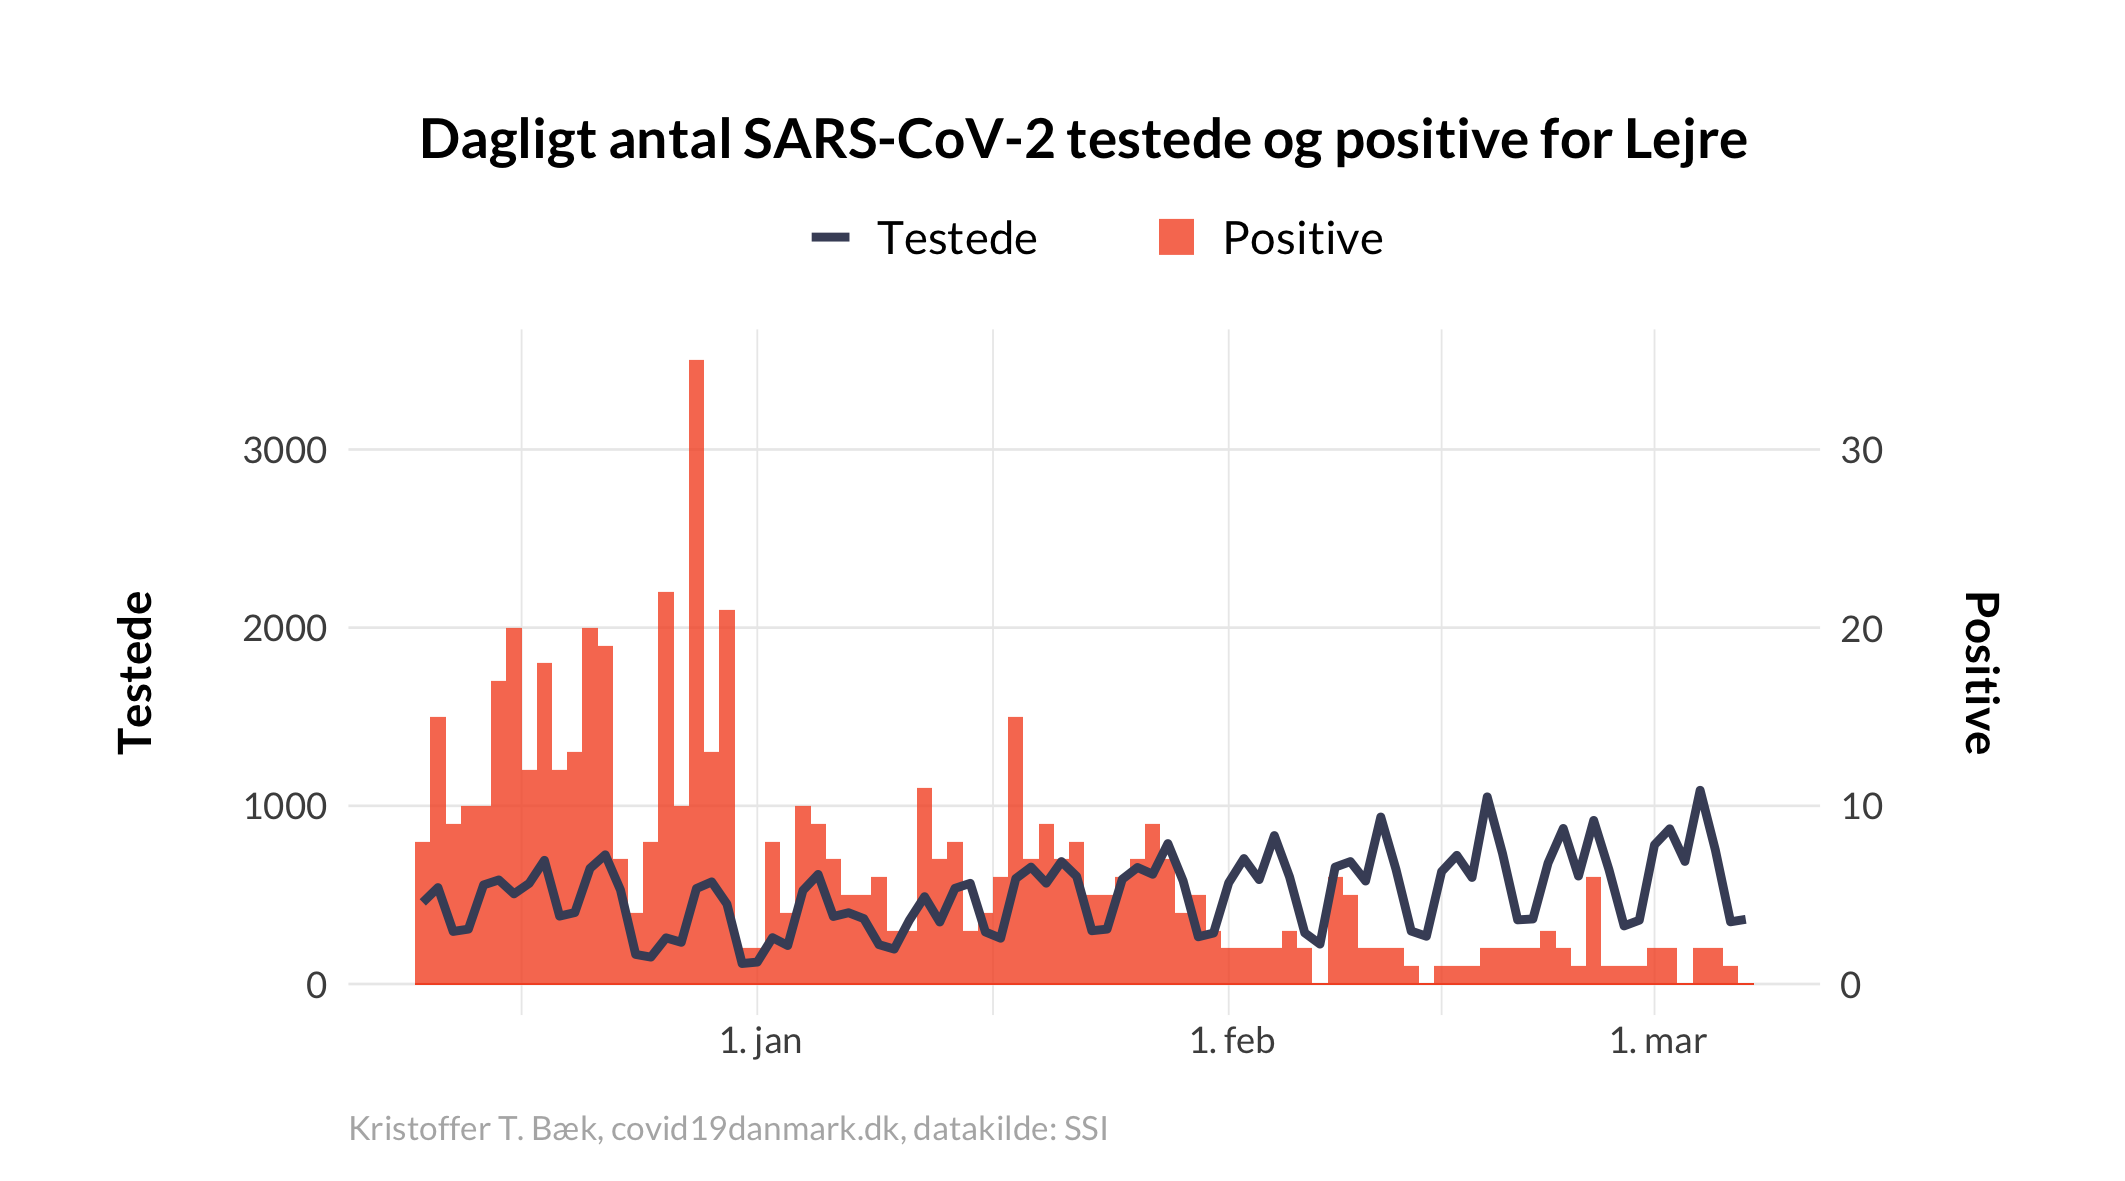 Dagligt antal SARS-CoV-2 testede og positive for Lejre
Testede Positive
3000 30
2000 20
1000 10
0 0
Testede
Positive
1. jan 1. feb 1. mar
Kristoffer T. Bæk, covid19danmark.dk, datakilde: SSI